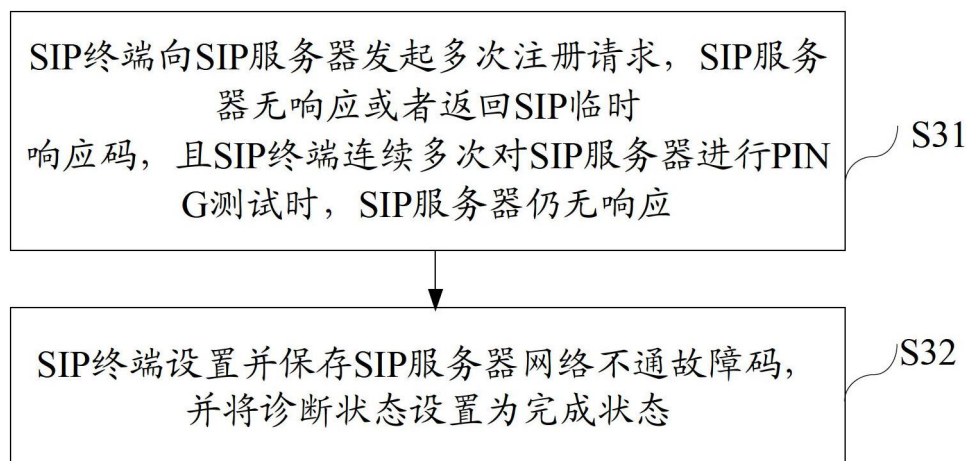 SIP终端向SIP服务器发起多次注册请求，SIP服务
器无响应或者返回SIP临时
响应码，且SIP终端连续多次对SIP服务器进行PIN
G测试时，SIP服务器仍无响应
S31
SIP终端设置并保存SIP服务器网络不通故障码，
并将诊断状态设置为完成状态
S32